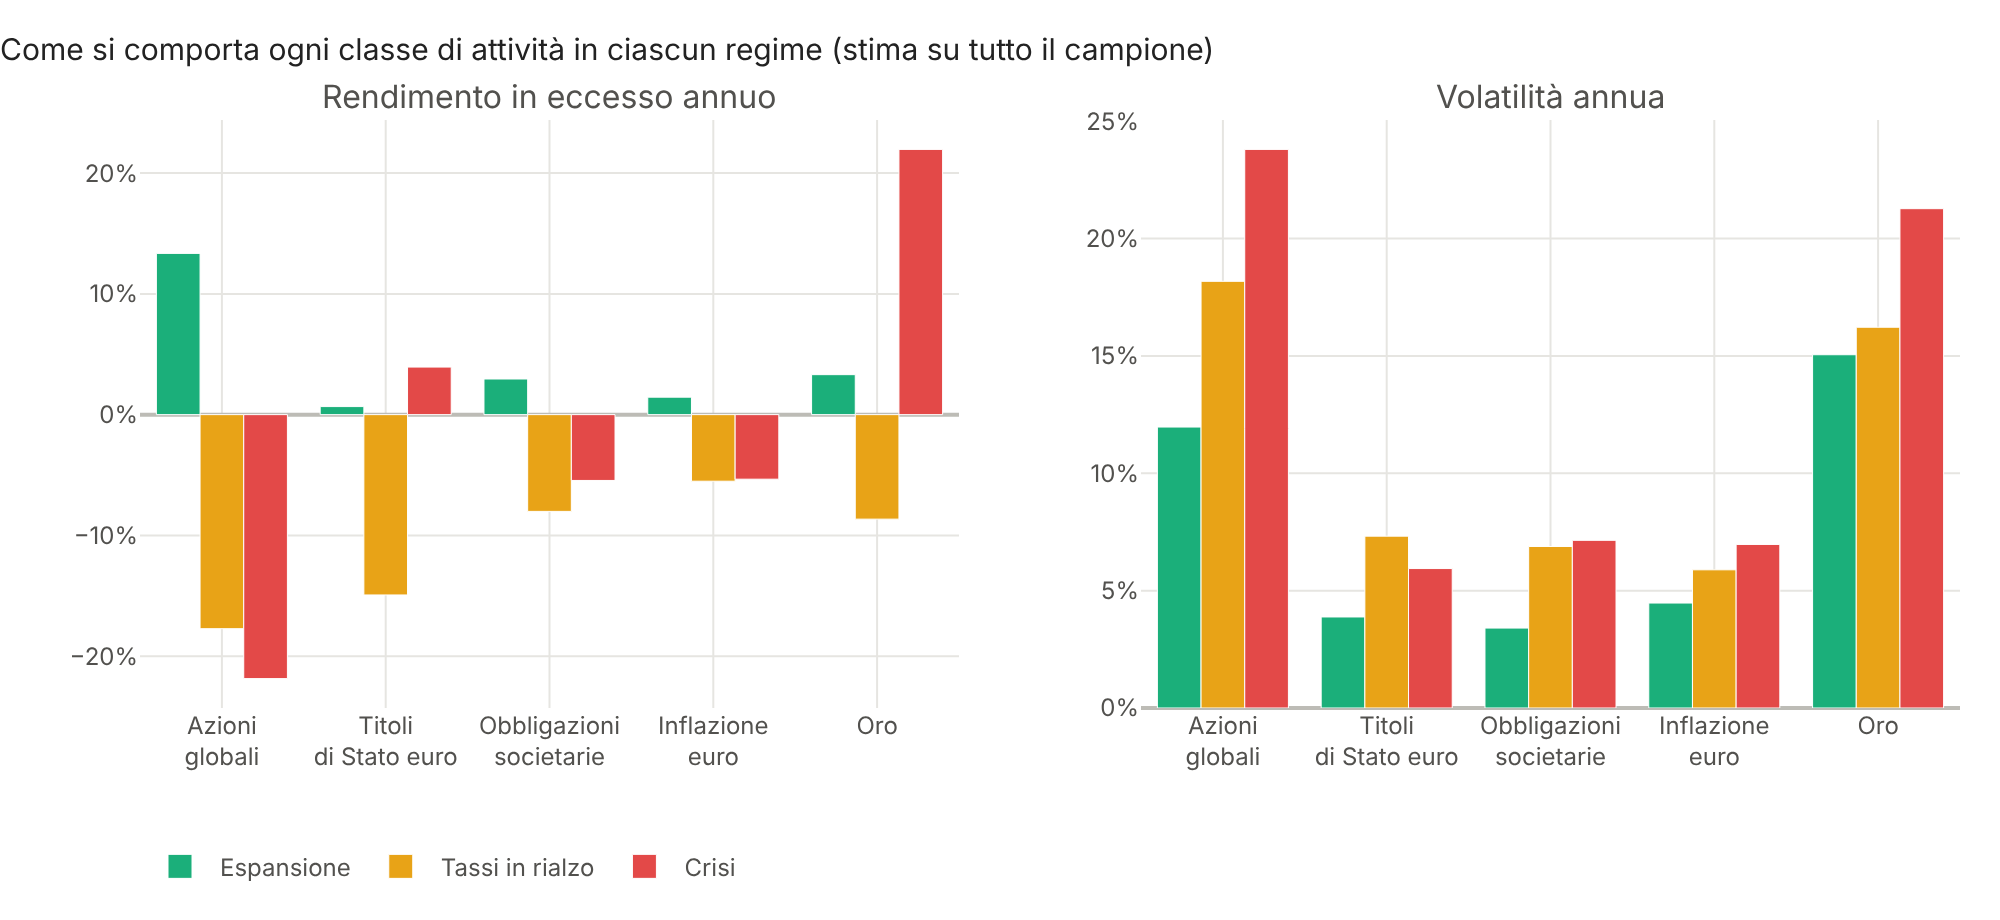 Come si comporta ogni classe di attività in ciascun regime (stima su tutto il campione)
Rendimento in eccesso annuo
20%
10%
0%
−10%
−20%
Azioni
globali
Titoli
di Stato euro
Obbligazioni
societarie
Inflazione
euro
Oro
Volatilità annua
25%
20%
15%
10%
5%
0%
Azioni
globali
Titoli
di Stato euro
Obbligazioni
societarie
Inflazione
euro
Oro
Espansione
Tassi in rialzo
Crisi